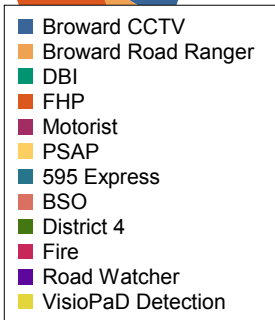 Broward CCTV
Broward Road Ranger
DBI
FHP
Motorist
PSAP
595 Express
BSO
District 4
Fire
Road Watcher
VisioPaD Detection